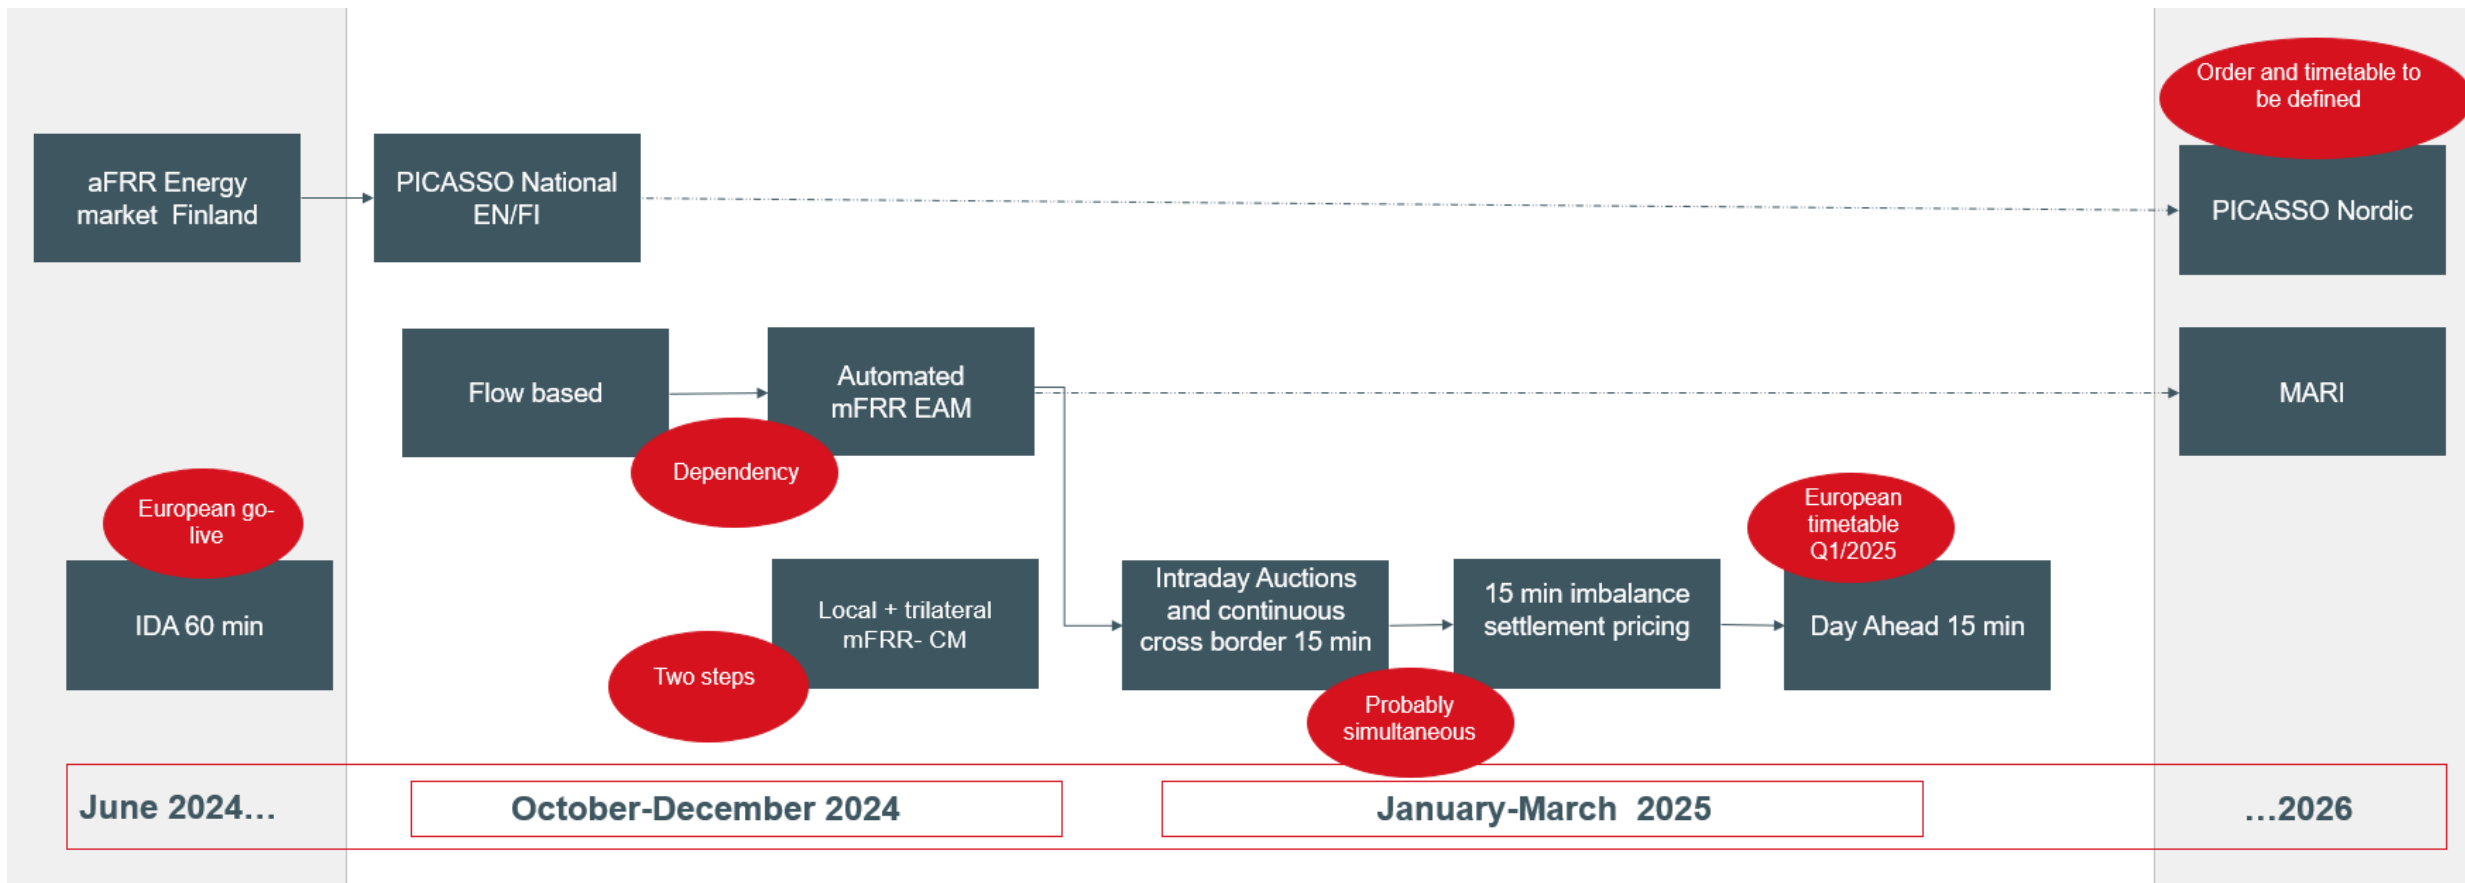 Order and timetable to
be defined
aFRR Energy
market Finland
PICASSO National
EN/FI
PICASSO Nordic
Flow based
Automated
mFRR EAM
MARI
Dependency
European go-
live
European
timetable
Q1/2025
IDA 60 min
Local + trilateral
mFRR- CM
Intraday Auctions
and continuous
cross border 15 min
15 min imbalance
settlement pricing
Day Ahead 15 min
Two steps
Probably
simultaneous
June 2024...
October-December 2024
January-March 2025
...2026